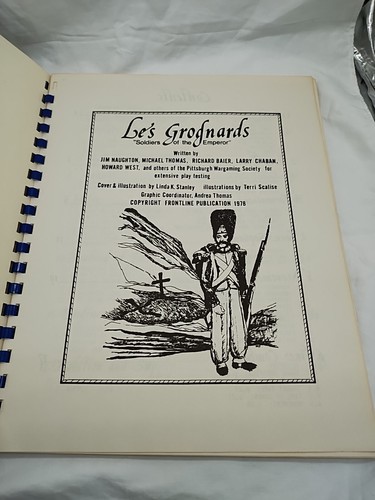 Le's Grognards
"Soldiers of the Emperor"
Written by
JIM NAUGHTON, MICHAEL THOMAS, RICHARD BAIER, LARRY CHABAN,
HOWARD WEST, and others of the Pittsburgh Wargaming Society for
extensive play testing
Cover & illustration by Linda K. Stanley illustrations by Terri Scalise
Graphic Coordinator, Andrea Thomas
COPYRIGHT FRONTLINE PUBLICATION 1978